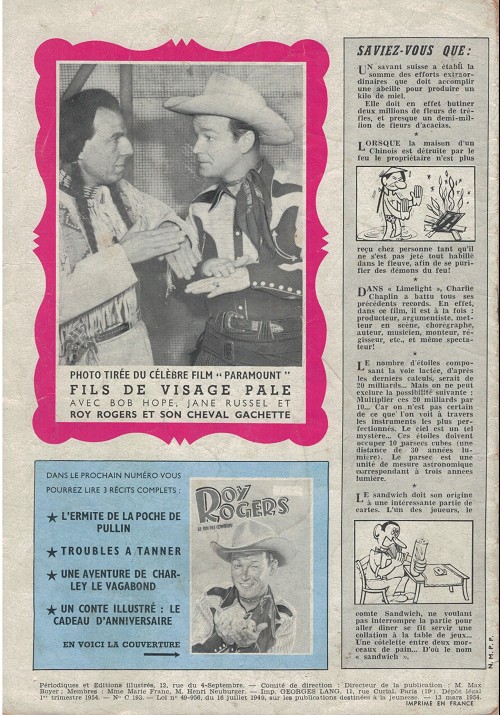 PHOTO TIRÉE DU CÉLÈBRE FILM "PARAMOUNT"
FILS DE VISAGE PALE
AVEC BOB HOPE, JANE RUSSEL ET
ROY ROGERS ET SON CHEVAL GACHETTE
DANS LE PROCHAIN NUMÉRO VOUS
POURREZ LIRE 3 RÉCITS COMPLETS :
★ L'ERMITE DE LA POCHE DE
PULLIN
★ TROUBLES A TANNER
★ UNE AVENTURE DE CHAR-
LEY LE VAGABOND
★ UN CONTE ILLUSTRÉ : LE
CADEAU D'ANNIVERSAIRE
EN VOICI LA COUVERTURE
ROY
ROGERS
LE ROI DES COWBOYS
SAVIEZ-VOUS QUE :
UN savant suisse a établi la
somme des efforts extraor-
dinaires que doit accomplir
une abeille pour produire un
kilo de miel.
Elle doit en effet butiner
deux millions de fleurs de trè-
fles, et presque un demi-mil-
lion de fleurs d'acacias.
★
LORSQUE la maison d'un
Chinois est détruite par le
feu le propriétaire n'est plus
reçu chez personne tant qu'il
ne s'est pas jeté tout habillé
dans le fleuve, afin de se puri-
fier des démons du feu!
★
DANS « Limelight », Charlie
Chaplin a battu tous ses
précédents records. En effet,
dans ce film, il est à la fois :
producteur, argumentiste, met-
teur en scène, chorégraphe,
auteur, musicien, monteur, ré-
gisseur, etc., et même specta-
teur!
★
LE nombre d'étoiles compo-
sant la voie lactée, d'après
les derniers calculs, serait de
20 milliards... Mais on ne peut
exclure la possibilité suivante :
Multiplier ces 20 milliards par
10... Car on n'est pas certain
de ce que l'on voit à travers
les instruments les plus per-
fectionnés. Le ciel est un tel
mystère... Ces étoiles doivent
occuper 10 parsecs cubes (une
distance de 30 années lu-
mière). Le parsec est une
unité de mesure astronomique
correspondant à trois années
lumière.
★
LE sandwich doit son origine
à une intéressante partie de
cartes. L'un des joueurs, le
comte Sandwich, ne voulant
pas interrompre la partie pour
aller dîner se fit servir une
collation à la table de jeux...
Une côtelette entre deux mor-
ceaux de pain... D'où le nom
« sandwich ».
N.M.P.P.
Périodiques et Editions Illustrés, 12, rue du 4-Septembre. — Comité de direction : Directeur de la publication : M. Max
Boyer; Membres : Mme Marie Franc, M. Henri Neuburger. — Imp. GEORGES LANG, 11, rue Curial, Paris (19e). Dépôt légal
1er trimestre 1954. — N° C 193. — Loi n° 49-956, du 16 juillet 1949, sur les publications destinées à la jeunesse. — 13 mars 1954.
IMPRIME EN FRANCE